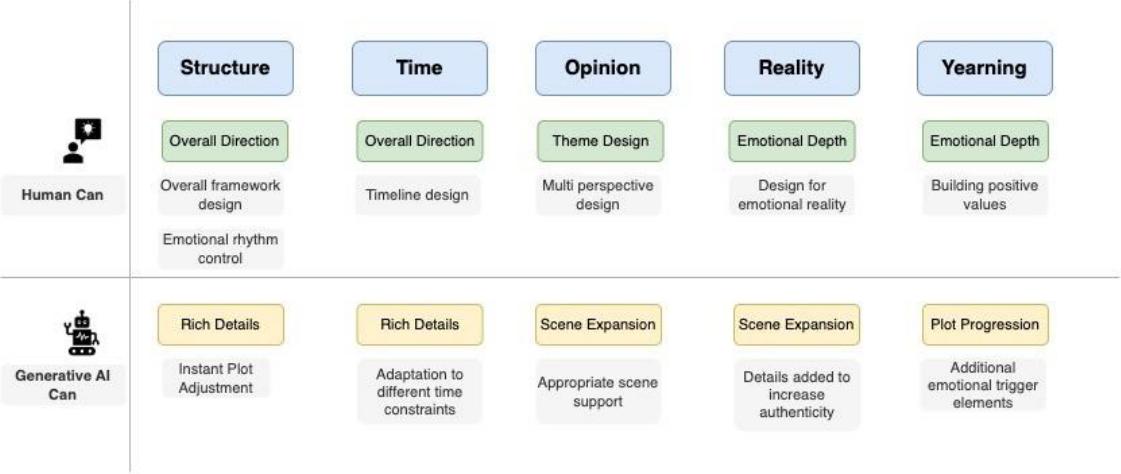 Structure
Time
Opinion
Reality
Yearning
Overall Direction
Overall Direction
Theme Design
Emotional Depth
Emotional Depth
Human Can
Overall framework
design
Timeline design
Multi perspective
design
Design for
emotional reality
Building positive
values
Emotional rhythm
control
Rich Details
Rich Details
Scene Expansion
Scene Expansion
Plot Progression
Generative AI
Can
Instant Plot
Adjustment
Adaptation to
different time
constraints
Appropriate scene
support
Details added to
increase
authenticity
Additional
emotional trigger
elements